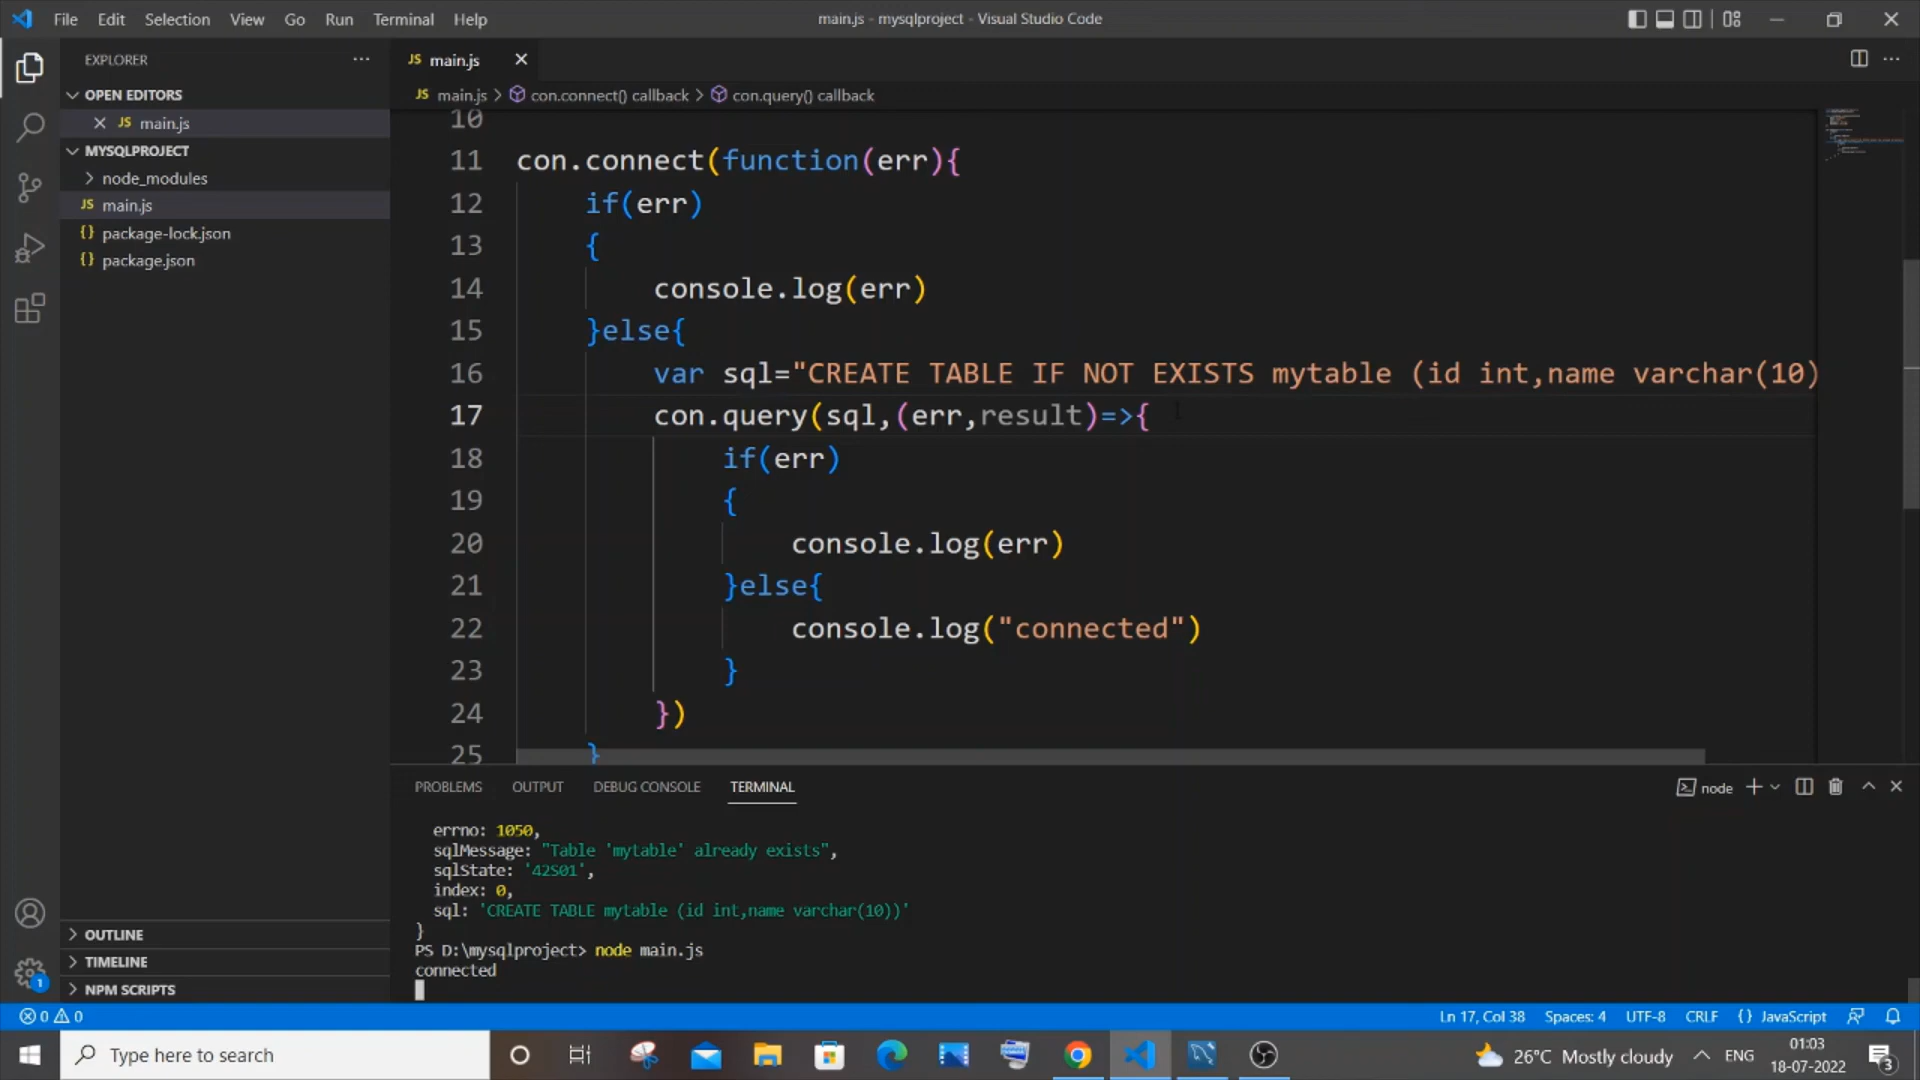 File Edit Selection View Go Run Terminal Help
main.js - mysqlproject - Visual Studio Code
EXPLORER
OPEN EDITORS
JS main.js
MYSQLPROJECT
node_modules
JS main.js
{} package-lock.json
{} package.json
OUTLINE
TIMELINE
NPM SCRIPTS
JS main.js
JS main.js > con.connect() callback > con.query() callback
10
11 con.connect(function(err){
12 if(err)
13 {
14 console.log(err)
15 }else{
16 var sql="CREATE TABLE IF NOT EXISTS mytable (id int,name varchar(10)
17 con.query(sql,(err,result)=>{
18 if(err)
19 {
20 console.log(err)
21 }else{
22 console.log("connected")
23 }
24 })
25 }
PROBLEMS OUTPUT DEBUG CONSOLE TERMINAL
node
errno: 1050,
sqlMessage: "Table 'mytable' already exists",
sqlState: '42S01',
index: 0,
sql: 'CREATE TABLE mytable (id int,name varchar(10))'
}
PS D:\mysqlproject> node main.js
connected
1
0 0
Ln 17, Col 38 Spaces: 4 UTF-8 CRLF {} JavaScript
Type here to search
26°C Mostly cloudy
ENG
01:03
18-07-2022
3